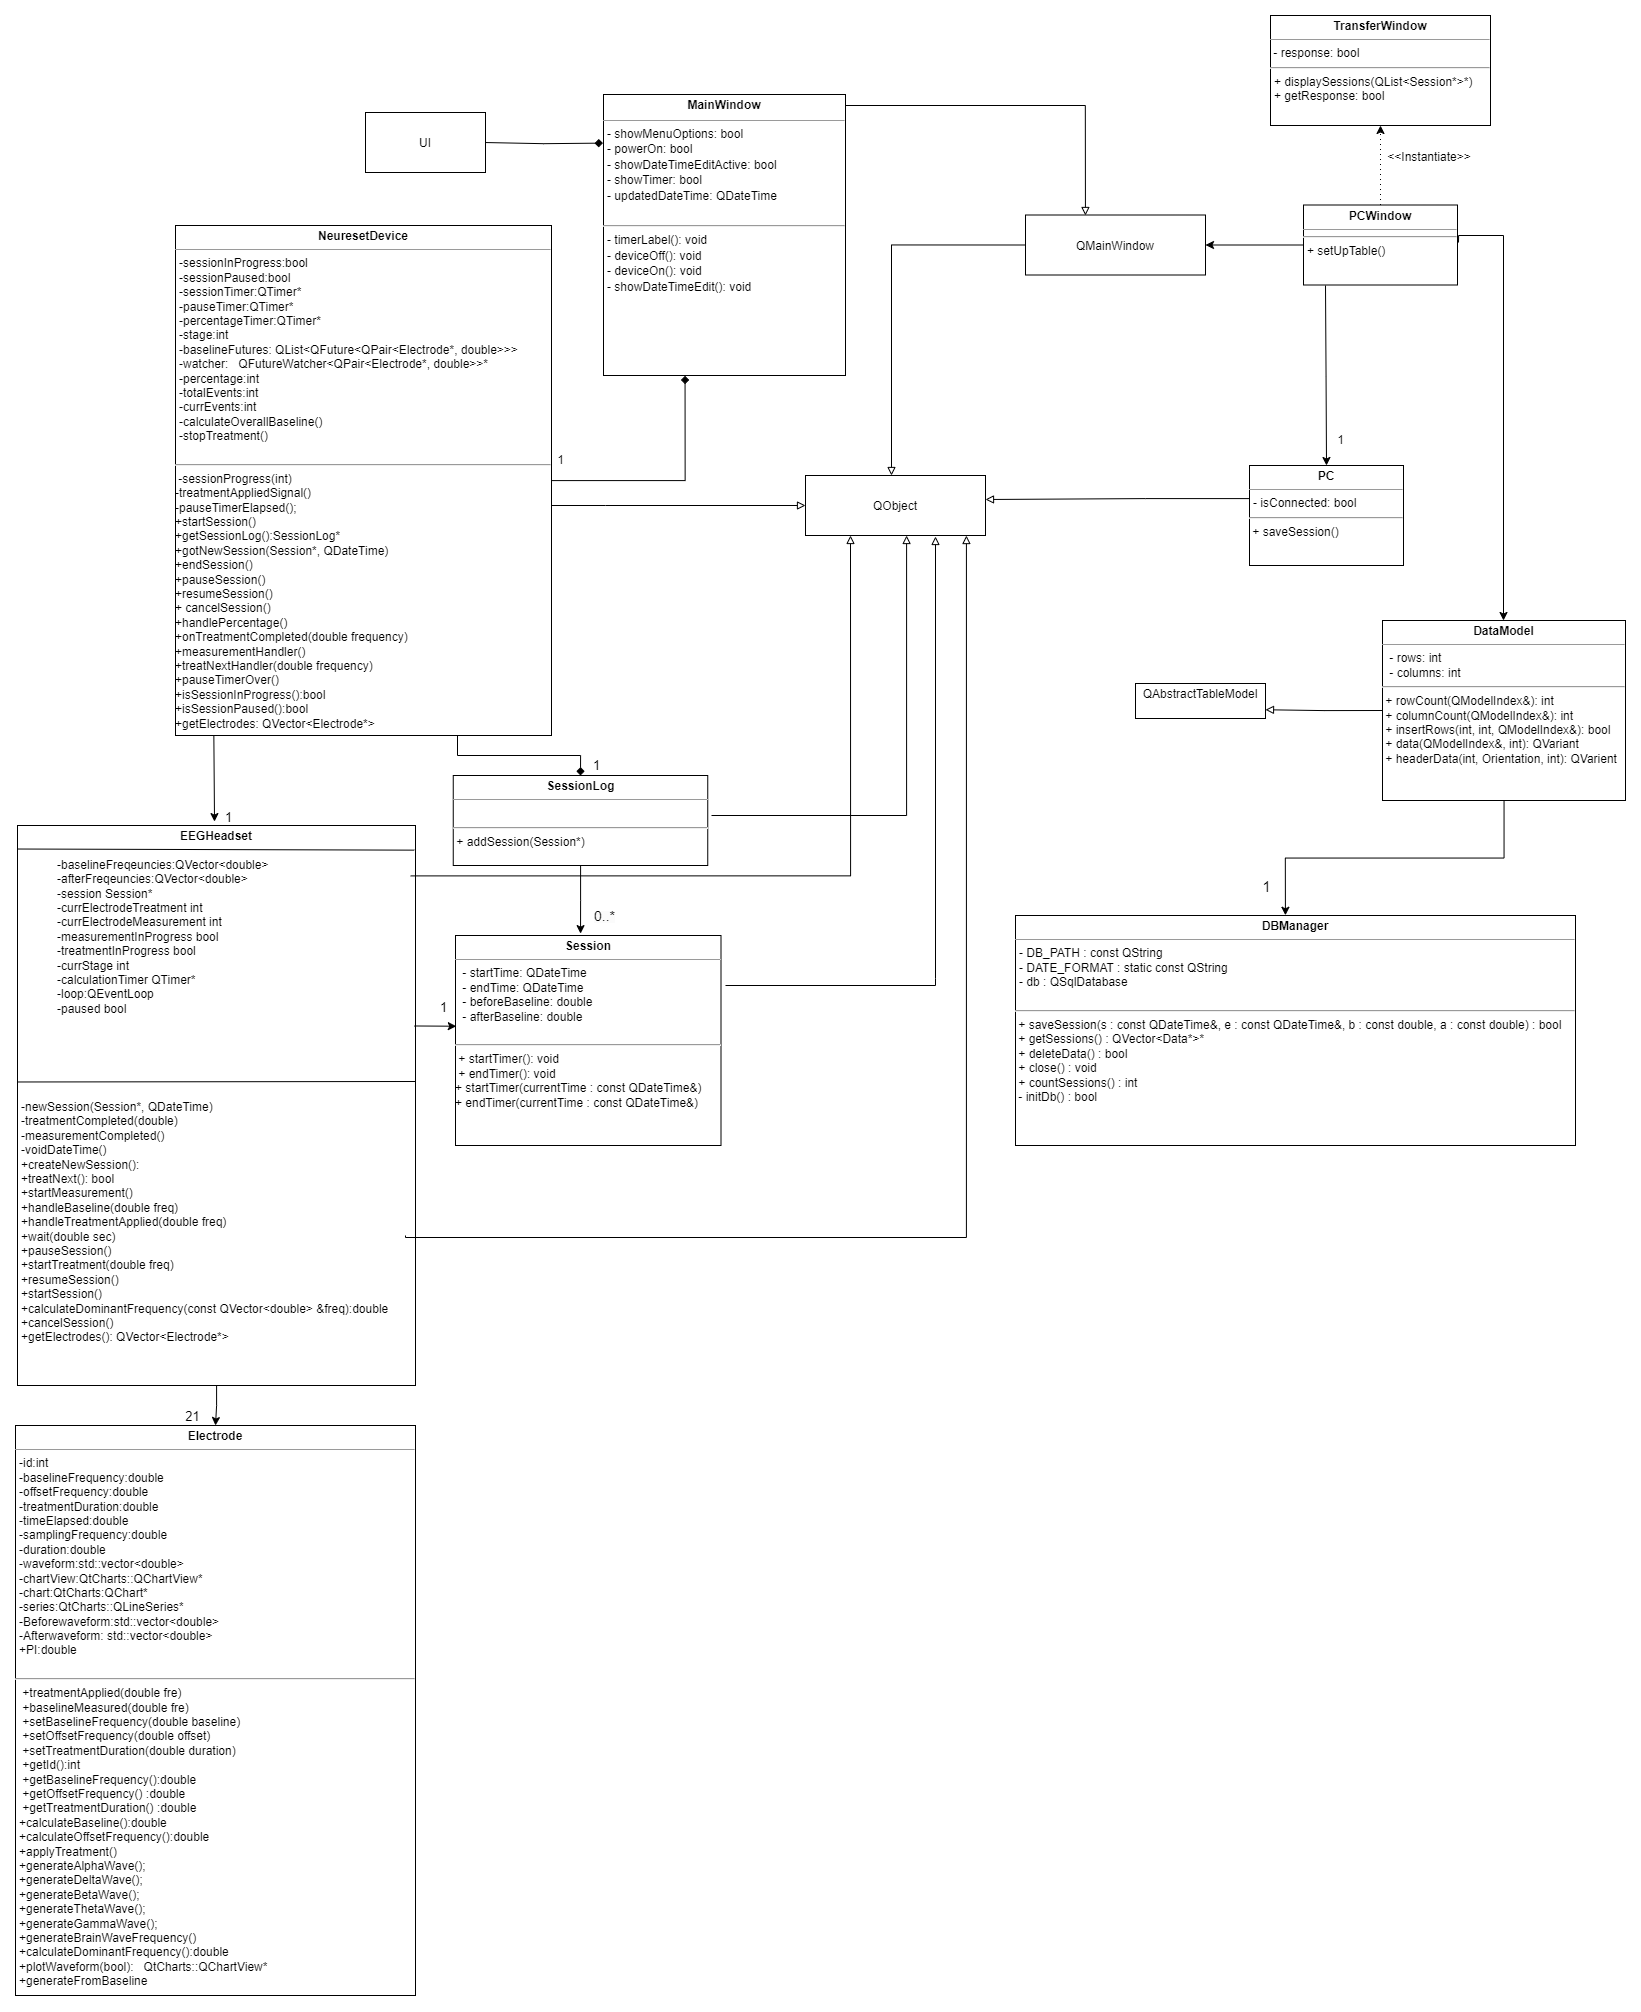 TransferWindow
- response: bool
+ displaySessions(QList<Session*>*)
+ getResponse: bool
<<Instantiate>>
MainWindow
- showMenuOptions: bool
- powerOn: bool
- showDateTimeEditActive: bool
- showTimer: bool
- updatedDateTime: QDateTime
- timerLabel(): void
- deviceOff(): void
- deviceOn(): void
- showDateTimeEdit(): void
UI
PCWindow
+ setUpTable()
QMainWindow
NeuresetDevice
-sessionInProgress:bool
-sessionPaused:bool
-sessionTimer:QTimer*
-pauseTimer:QTimer*
-percentageTimer:QTimer*
-stage:int
-baselineFutures: QList<QFuture<QPair<Electrode*, double>>>
-watcher: QFutureWatcher<QPair<Electrode*, double>>*
-percentage:int
-totalEvents:int
-currEvents:int
-calculateOverallBaseline()
-stopTreatment()
1
-sessionProgress(int)
-treatmentAppliedSignal()
-pauseTimerElapsed();
+startSession()
+getSessionLog():SessionLog*
+gotNewSession(Session*, QDateTime)
+endSession()
+pauseSession()
+resumeSession()
+ cancelSession()
+handlePercentage()
+onTreatmentCompleted(double frequency)
+measurementHandler()
+treatNextHandler(double frequency)
+pauseTimerOver()
+isSessionInProgress():bool
+isSessionPaused():bool
+getElectrodes: QVector<Electrode*>
QObject
1
PC
- isConnected: bool
+ saveSession()
DataModel
- rows: int
- columns: int
+ rowCount(QModelIndex&): int
+ columnCount(QModelIndex&): int
+ insertRows(int, int, QModelIndex&): bool
+ data(QModelIndex&, int): QVariant
+ headerData(int, Orientation, int): QVarient
QAbstractTableModel
1
SessionLog
+ addSession(Session*)
1
EEGHeadset
-baselineFreqeuncies:QVector<double>
-afterFreqeuncies:QVector<double>
-session Session*
-currElectrodeTreatment int
-currElectrodeMeasurement int
-measurementInProgress bool
-treatmentInProgress bool
-currStage int
-calculationTimer QTimer*
-loop:QEventLoop
-paused bool
-newSession(Session*, QDateTime)
-treatmentCompleted(double)
-measurementCompleted()
-voidDateTime()
+createNewSession():
+treatNext(): bool
+startMeasurement()
+handleBaseline(double freq)
+handleTreatmentApplied(double freq)
+wait(double sec)
+pauseSession()
+startTreatment(double freq)
+resumeSession()
+startSession()
+calculateDominantFrequency(const QVector<double> &freq):double
+cancelSession()
+getElectrodes(): QVector<Electrode*>
0..*
1
Session
- startTime: QDateTime
- endTime: QDateTime
- beforeBaseline: double
- afterBaseline: double
+ startTimer(): void
+ endTimer(): void
+ startTimer(currentTime : const QDateTime&)
+ endTimer(currentTime : const QDateTime&)
1
DBManager
- DB_PATH : const QString
- DATE_FORMAT : static const QString
- db : QSqlDatabase
+ saveSession(s : const QDateTime&, e : const QDateTime&, b : const double, a : const double) : bool
+ getSessions() : QVector<Data*>*
+ deleteData() : bool
+ close() : void
+ countSessions() : int
- initDb() : bool
21
Electrode
-id:int
-baselineFrequency:double
-offsetFrequency:double
-treatmentDuration:double
-timeElapsed:double
-samplingFrequency:double
-duration:double
-waveform:std::vector<double>
-chartView:QtCharts::QChartView*
-chart:QtCharts:QChart*
-series:QtCharts::QLineSeries*
-Beforewaveform:std::vector<double>
-Afterwaveform: std::vector<double>
+PI:double
+treatmentApplied(double fre)
+baselineMeasured(double fre)
+setBaselineFrequency(double baseline)
+setOffsetFrequency(double offset)
+setTreatmentDuration(double duration)
+getId():int
+getBaselineFrequency():double
+getOffsetFrequency() :double
+getTreatmentDuration() :double
+calculateBaseline():double
+calculateOffsetFrequency():double
+applyTreatment()
+generateAlphaWave();
+generateDeltaWave();
+generateBetaWave();
+generateThetaWave();
+generateGammaWave();
+generateBrainWaveFrequency()
+calculateDominantFrequency():double
+plotWaveform(bool): QtCharts::QChartView*
+generateFromBaseline